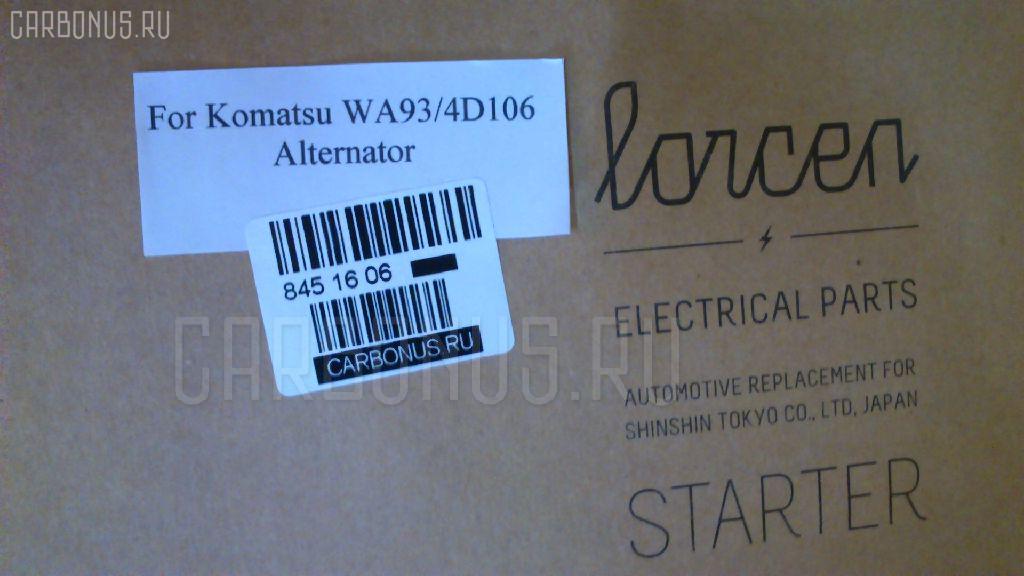 CARBONUS.RU
For Komatsu WA93/4D106
Alternator
845 16 06
CARBONUS RU
lorcen
ELECTRICAL PARTS
AUTOMOTIVE REPLACEMENT FOR
SHINSHIN TOKYO CO., LTD, JAPAN
STARTER
CARBONUS.RU